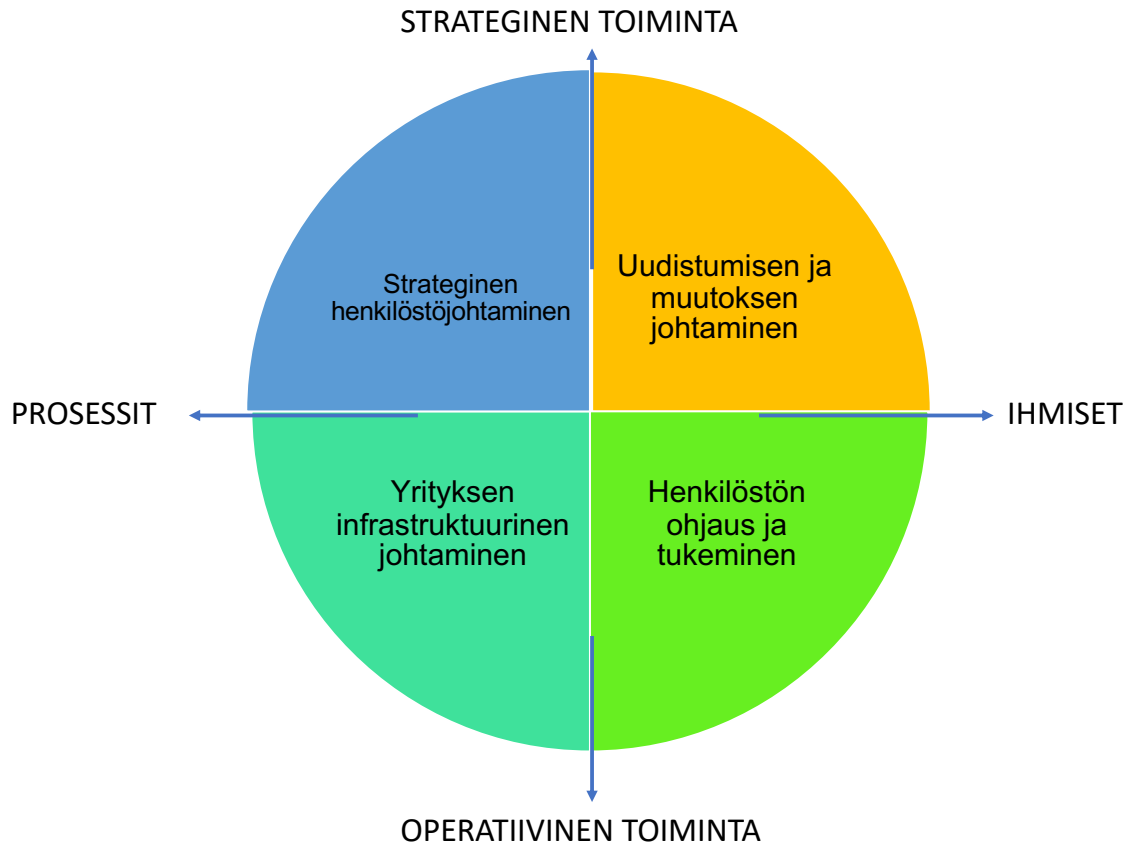 STRATEGINEN TOIMINTA
Strateginen
henkilöstöjohtaminen
Uudistumisen ja
muutoksen
johtaminen
PROSESSIT
IHMISET
Yrityksen
infrastruktuurinen
johtaminen
Henkilöstön
ohjaus ja
tukeminen
OPERATIIVINEN TOIMINTA